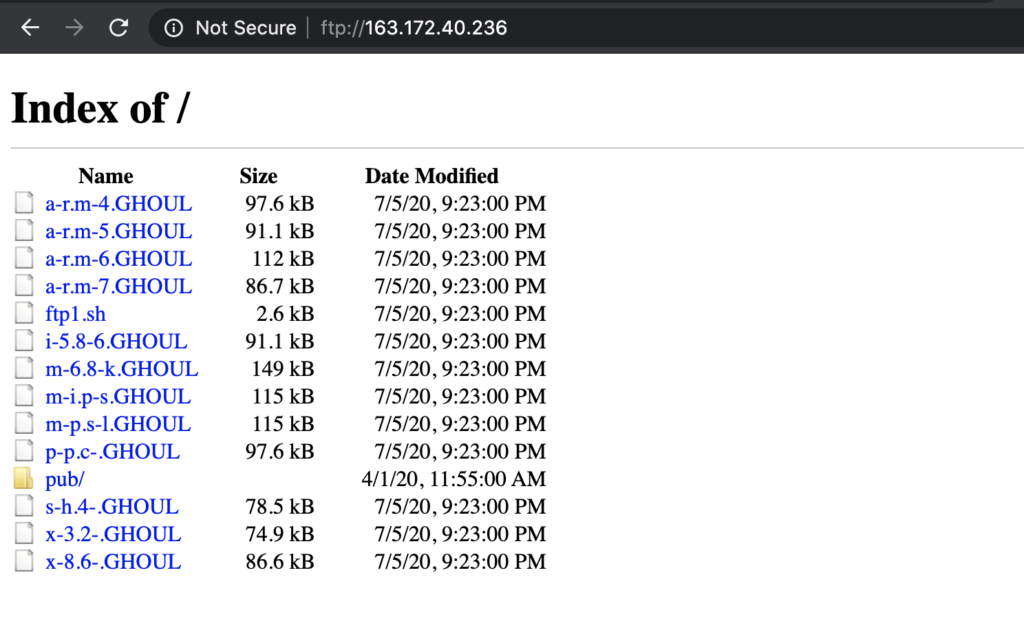 Not Secure | ftp://163.172.40.236
Index of /
Name Size Date Modified
a-r.m-4.GHOUL 97.6 kB 7/5/20, 9:23:00 PM
a-r.m-5.GHOUL 91.1 kB 7/5/20, 9:23:00 PM
a-r.m-6.GHOUL 112 kB 7/5/20, 9:23:00 PM
a-r.m-7.GHOUL 86.7 kB 7/5/20, 9:23:00 PM
ftp1.sh 2.6 kB 7/5/20, 9:23:00 PM
i-5.8-6.GHOUL 91.1 kB 7/5/20, 9:23:00 PM
m-6.8-k.GHOUL 149 kB 7/5/20, 9:23:00 PM
m-i.p-s.GHOUL 115 kB 7/5/20, 9:23:00 PM
m-p.s-l.GHOUL 115 kB 7/5/20, 9:23:00 PM
p-p.c-.GHOUL 97.6 kB 7/5/20, 9:23:00 PM
pub/ 4/1/20, 11:55:00 AM
s-h.4-.GHOUL 78.5 kB 7/5/20, 9:23:00 PM
x-3.2-.GHOUL 74.9 kB 7/5/20, 9:23:00 PM
x-8.6-.GHOUL 86.6 kB 7/5/20, 9:23:00 PM